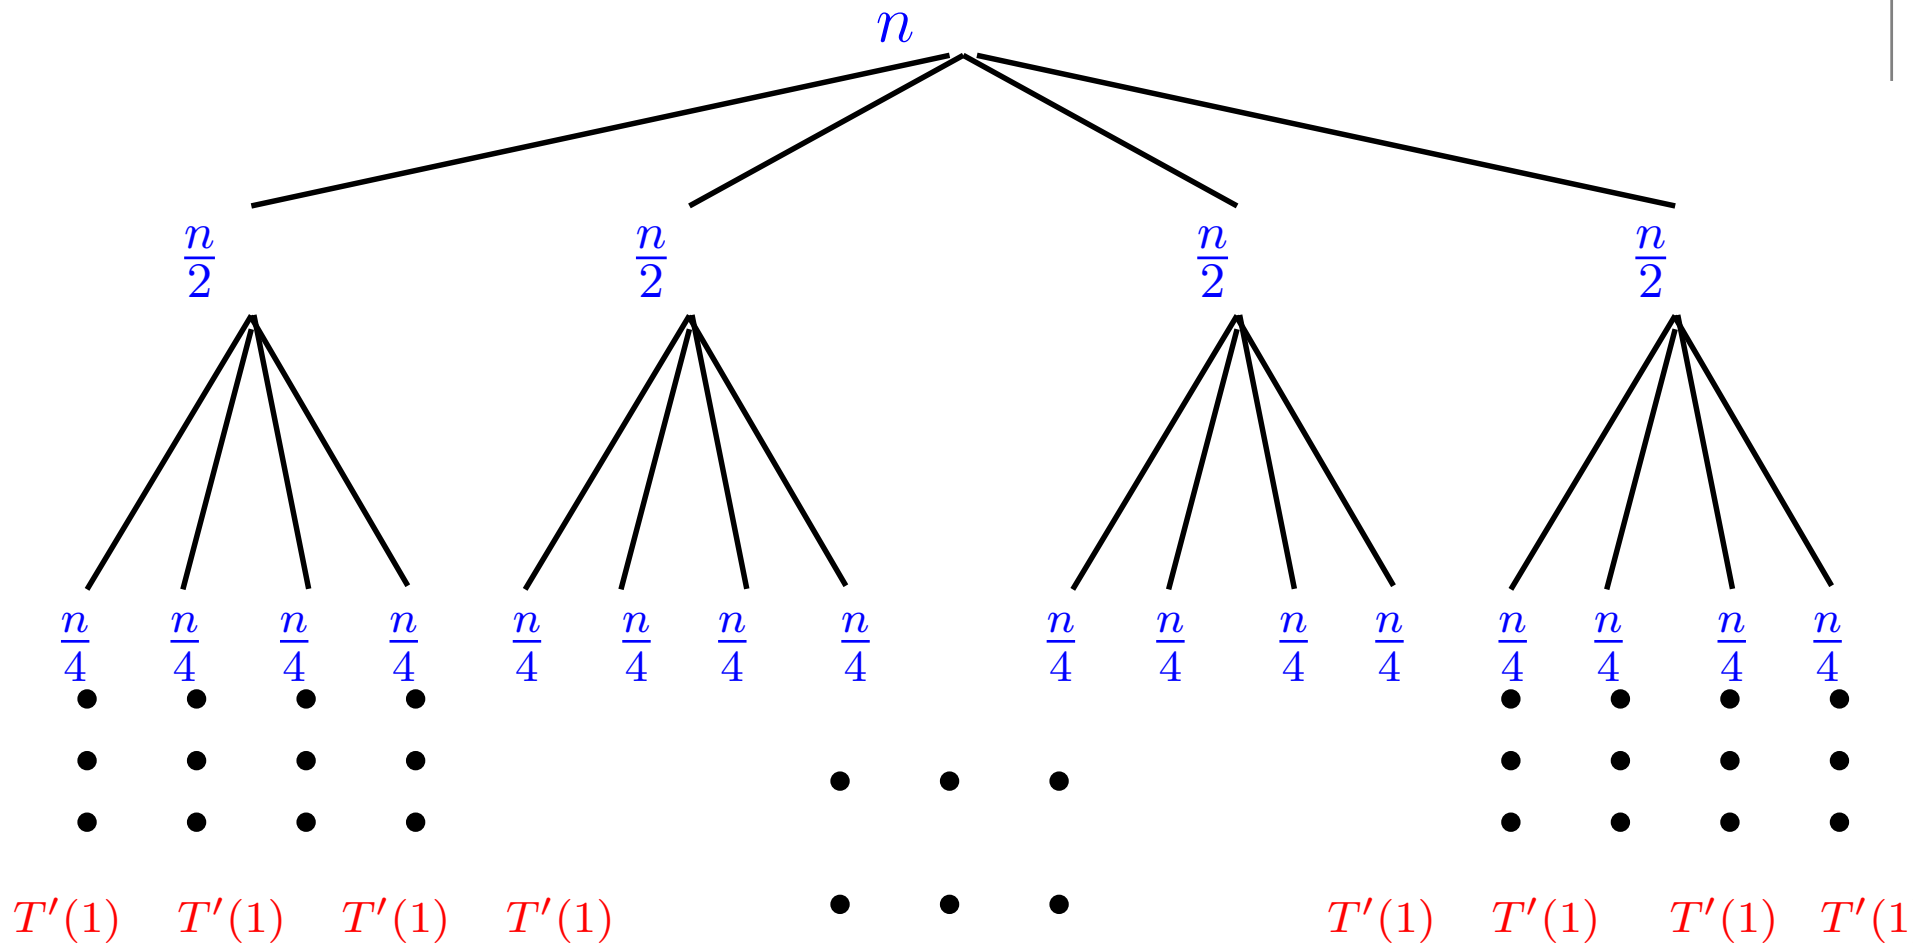 n
n/2 n/2 n/2 n/2
n/4 n/4 n/4 n/4 n/4 n/4 n/4 n/4 n/4 n/4 n/4 n/4 n/4 n/4 n/4 n/4
T′(1) T′(1) T′(1) T′(1) T′(1) T′(1) T′(1) T′(1